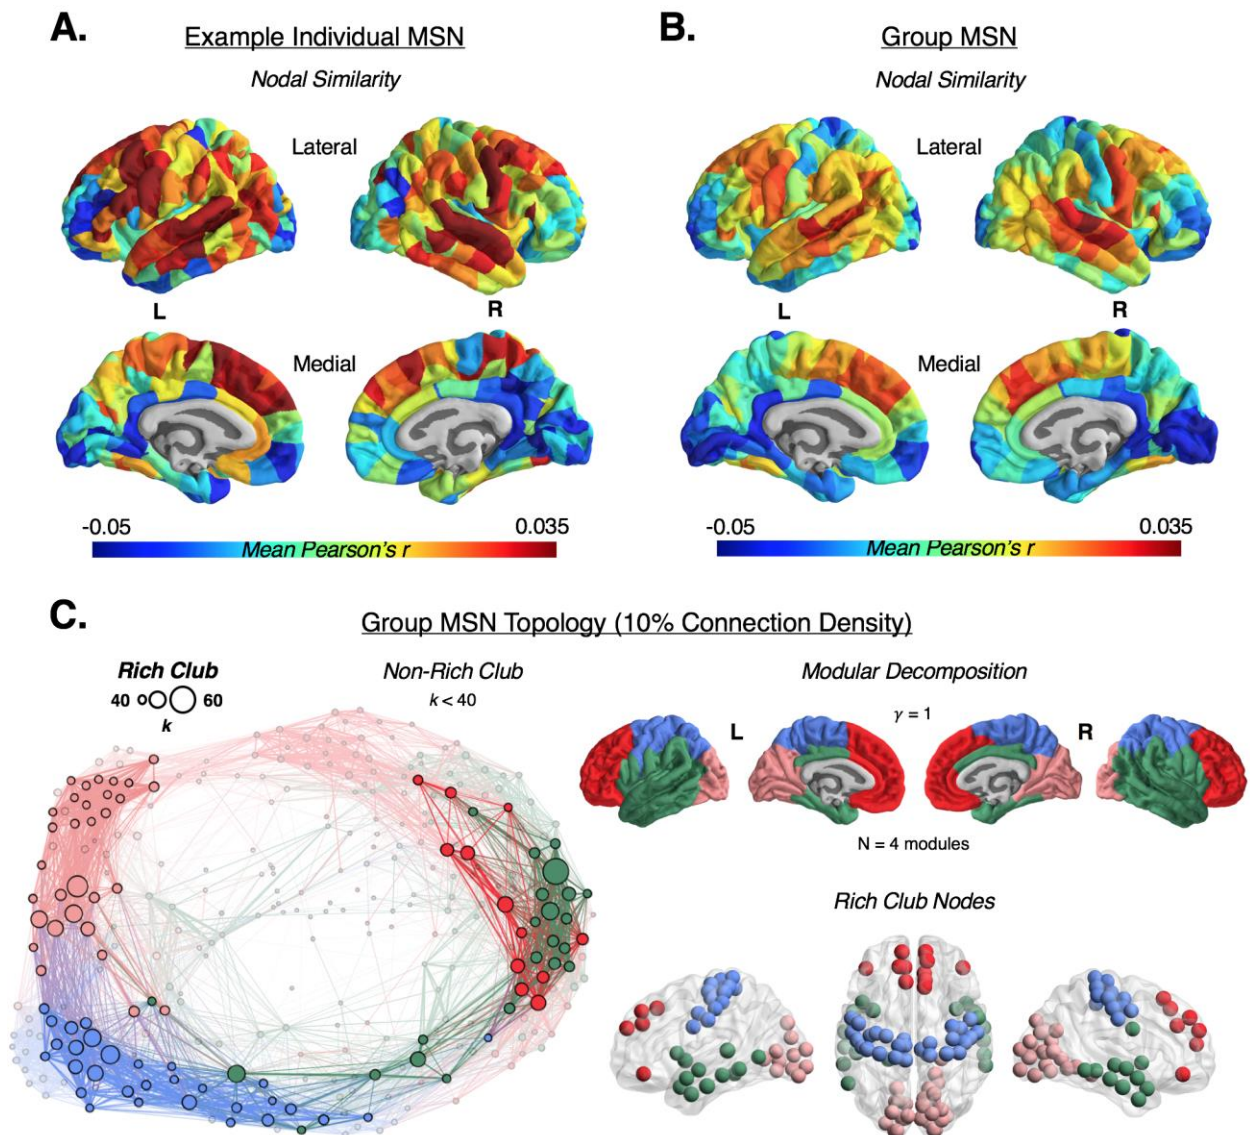 A.
Example Individual MSN
Nodal Similarity
Lateral
L R
Medial
-0.05 0.035
Mean Pearson's r
B.
Group MSN
Nodal Similarity
Lateral
L R
Medial
-0.05 0.035
Mean Pearson's r
C.
Group MSN Topology (10% Connection Density)
Rich Club
40 60
k
Non-Rich Club
k < 40
Modular Decomposition
γ = 1
L R
N = 4 modules
Rich Club Nodes